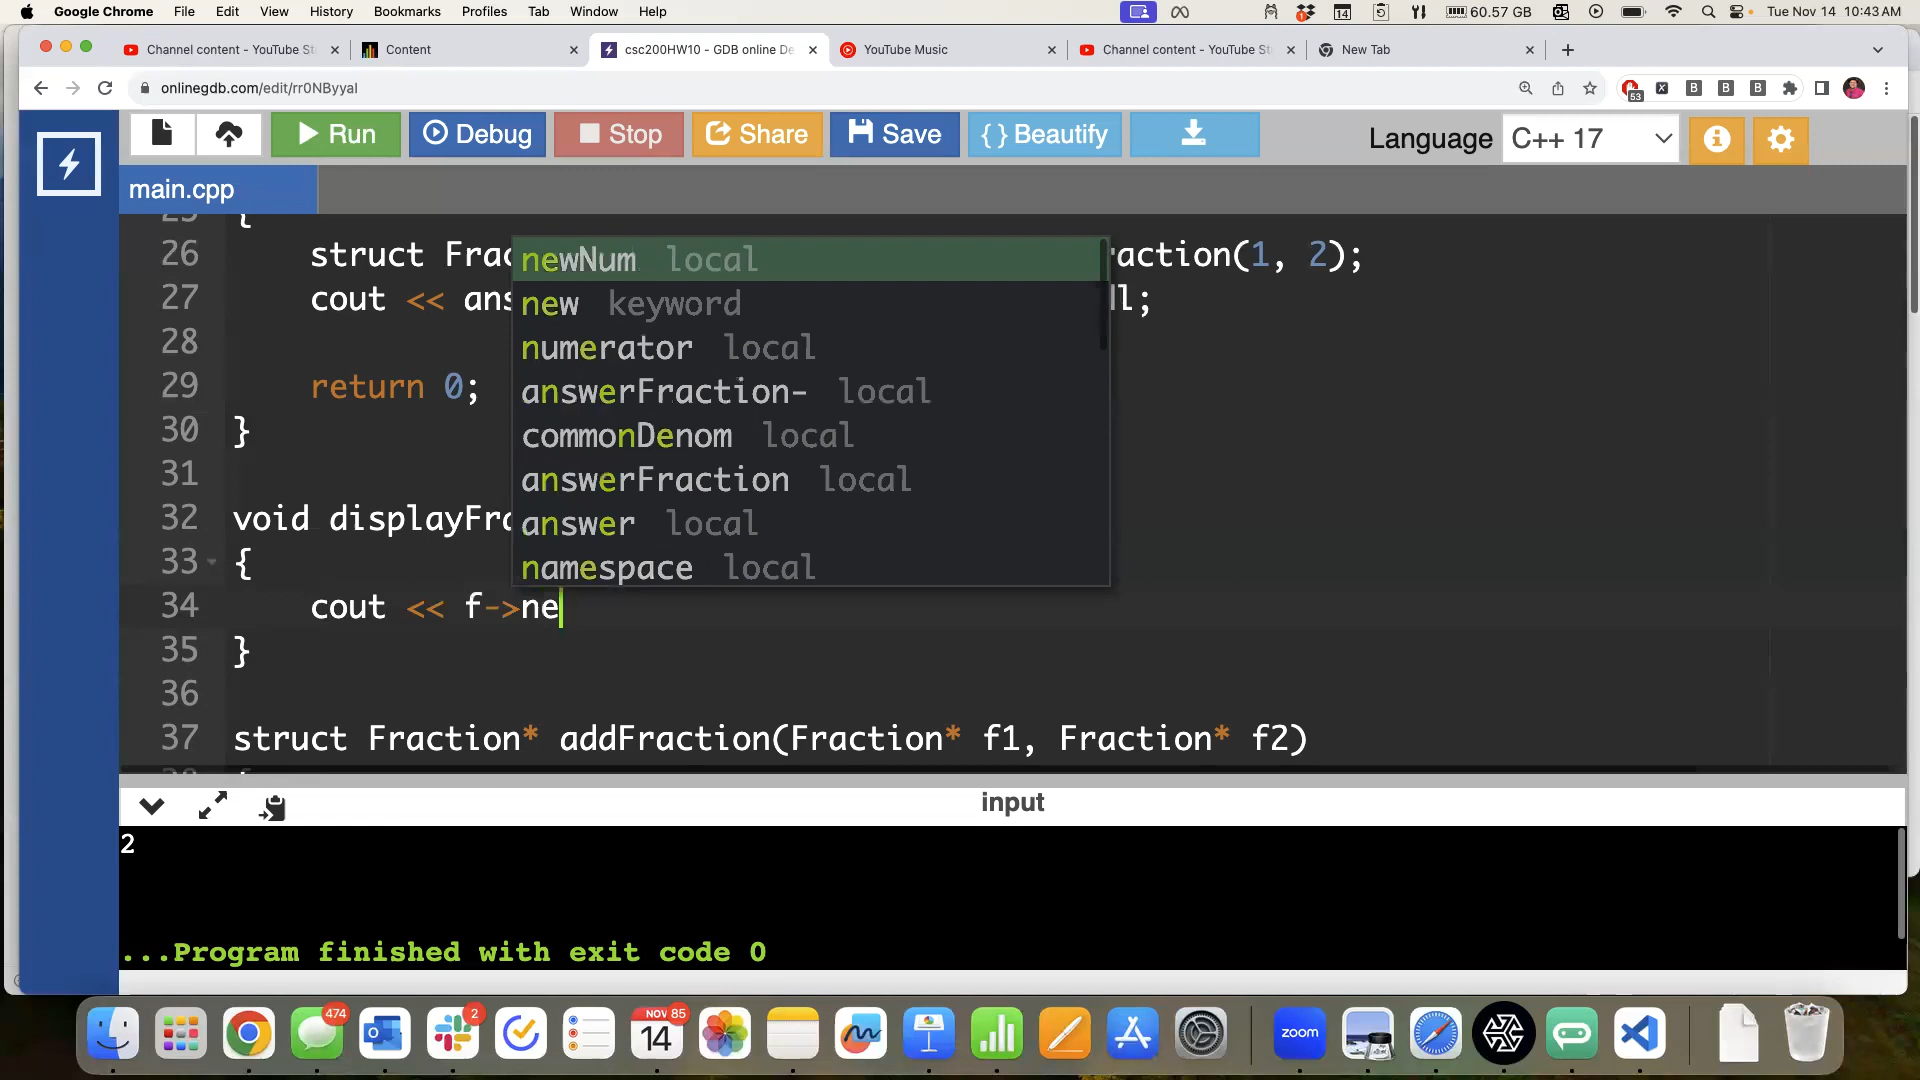 Google Chrome File Edit View History Bookmarks Profiles Tab Window Help 14 60.57 GB Tue Nov 14 10:43 AM
Channel content - YouTube St
Content
csc200HW10 - GDB online De
YouTube Music
Channel content - YouTube St
New Tab
onlinegdb.com/edit/rr0NByyaI
53 X B B B
Run Debug Stop Share Save { } Beautify Language C++ 17
main.cpp
25 {
26 struct Frac raction(1, 2);
27 cout << ans l;
28
29 return 0;
30 }
31
32 void displayFra
33 {
34 cout << f->ne
35 }
36
37 struct Fraction* addFraction(Fraction* f1, Fraction* f2)
newNum local
new keyword
numerator local
answerFraction- local
commonDenom local
answerFraction local
answer local
namespace local
input
2
...Program finished with exit code 0
474
2
NOV 85
14
zoom